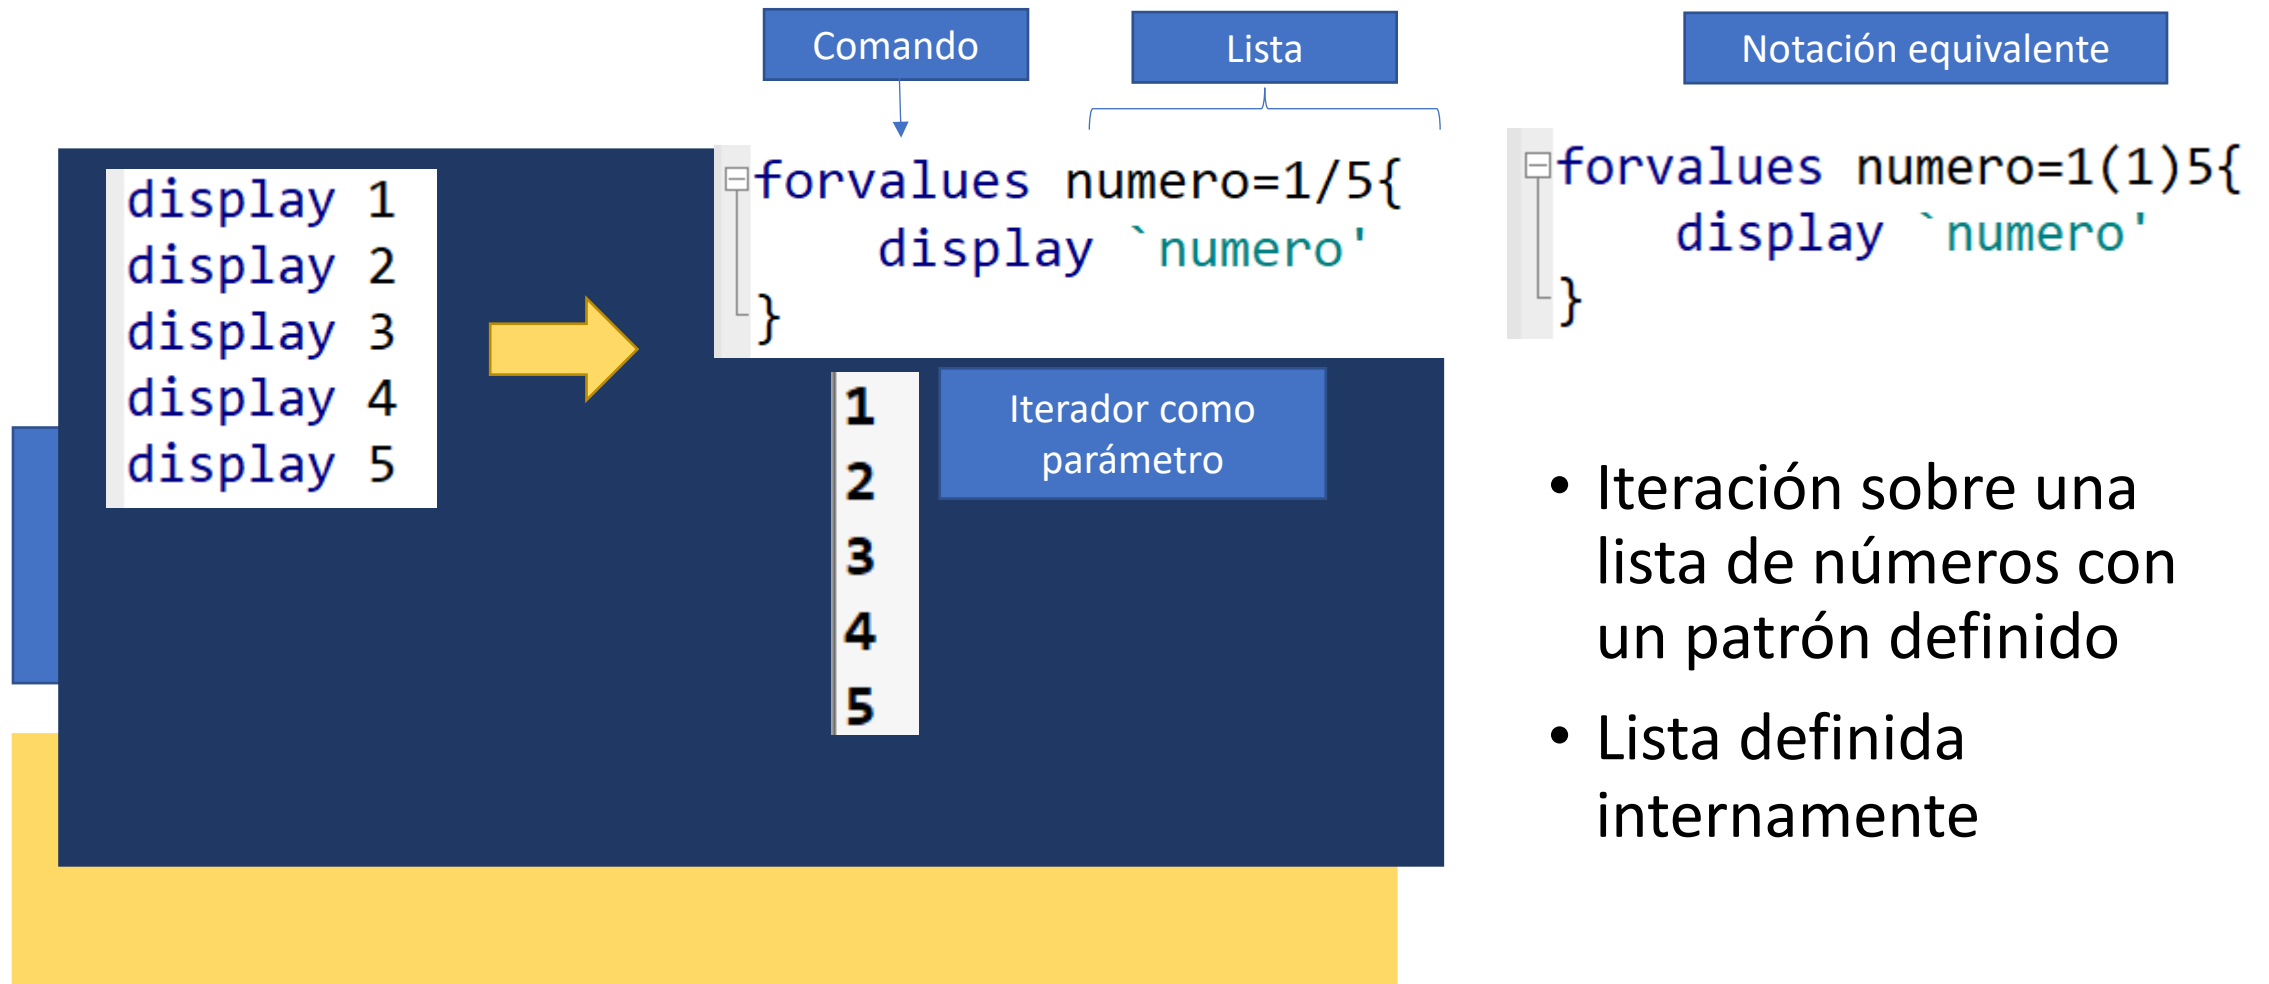 Comando
Lista
Notación equivalente
display 1
display 2
display 3
display 4
display 5
forvalues numero=1/5{
display `numero'
}
forvalues numero=1(1)5{
display `numero'
}
1
2
3
4
5
Iterador como
parámetro
• Iteración sobre una
lista de números con
un patrón definido
• Lista definida
internamente